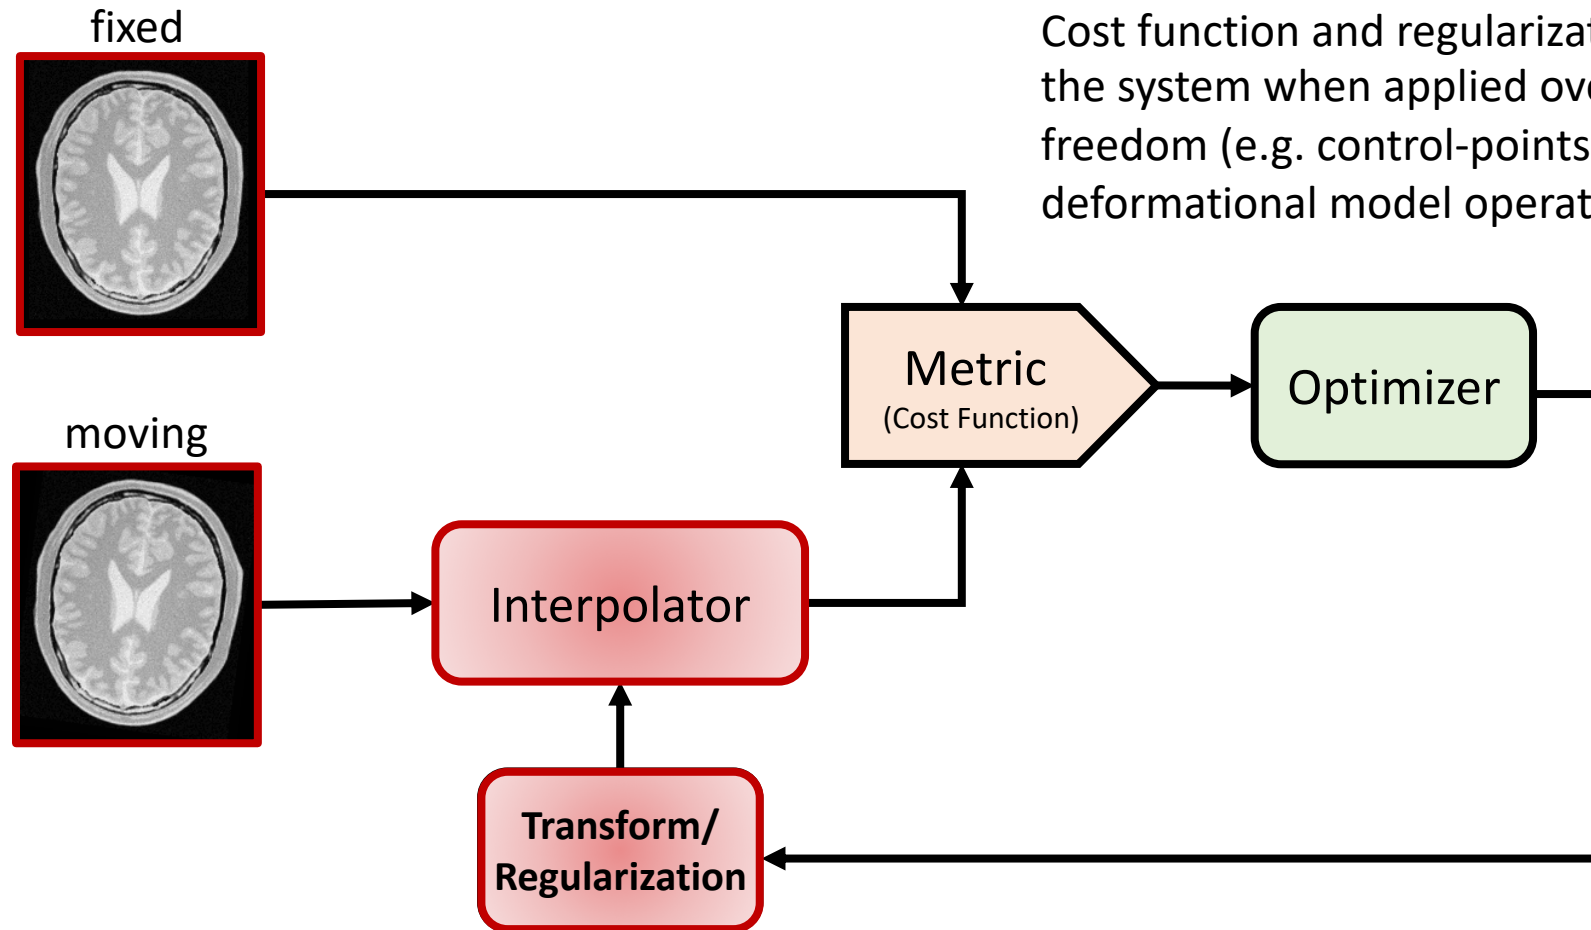 fixed
Cost function and regularizat
the system when applied ove
freedom (e.g. control-points
deformational model operat
Metric
(Cost Function)
Optimizer
moving
Interpolator
Transform/
Regularization